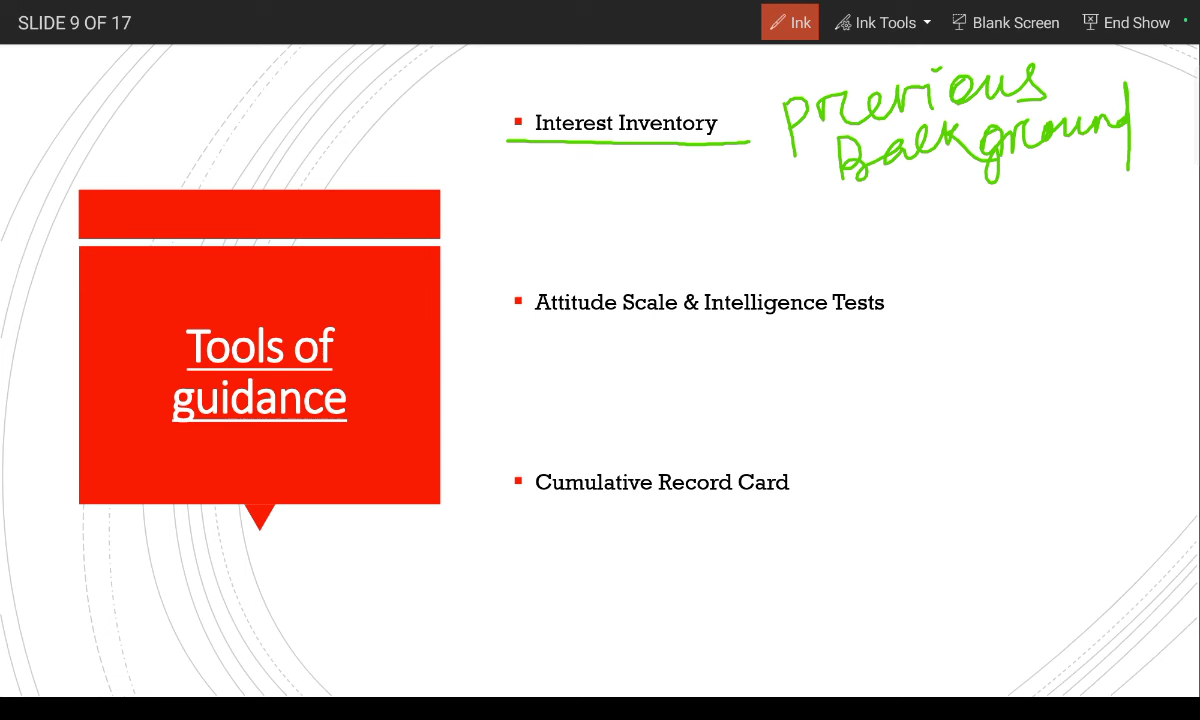 SLIDE 9 OF 17
Ink
Ink Tools
Blank Screen
End Show
Interest Inventory
Previous
Background
Tools of
guidance
Attitude Scale & Intelligence Tests
Cumulative Record Card